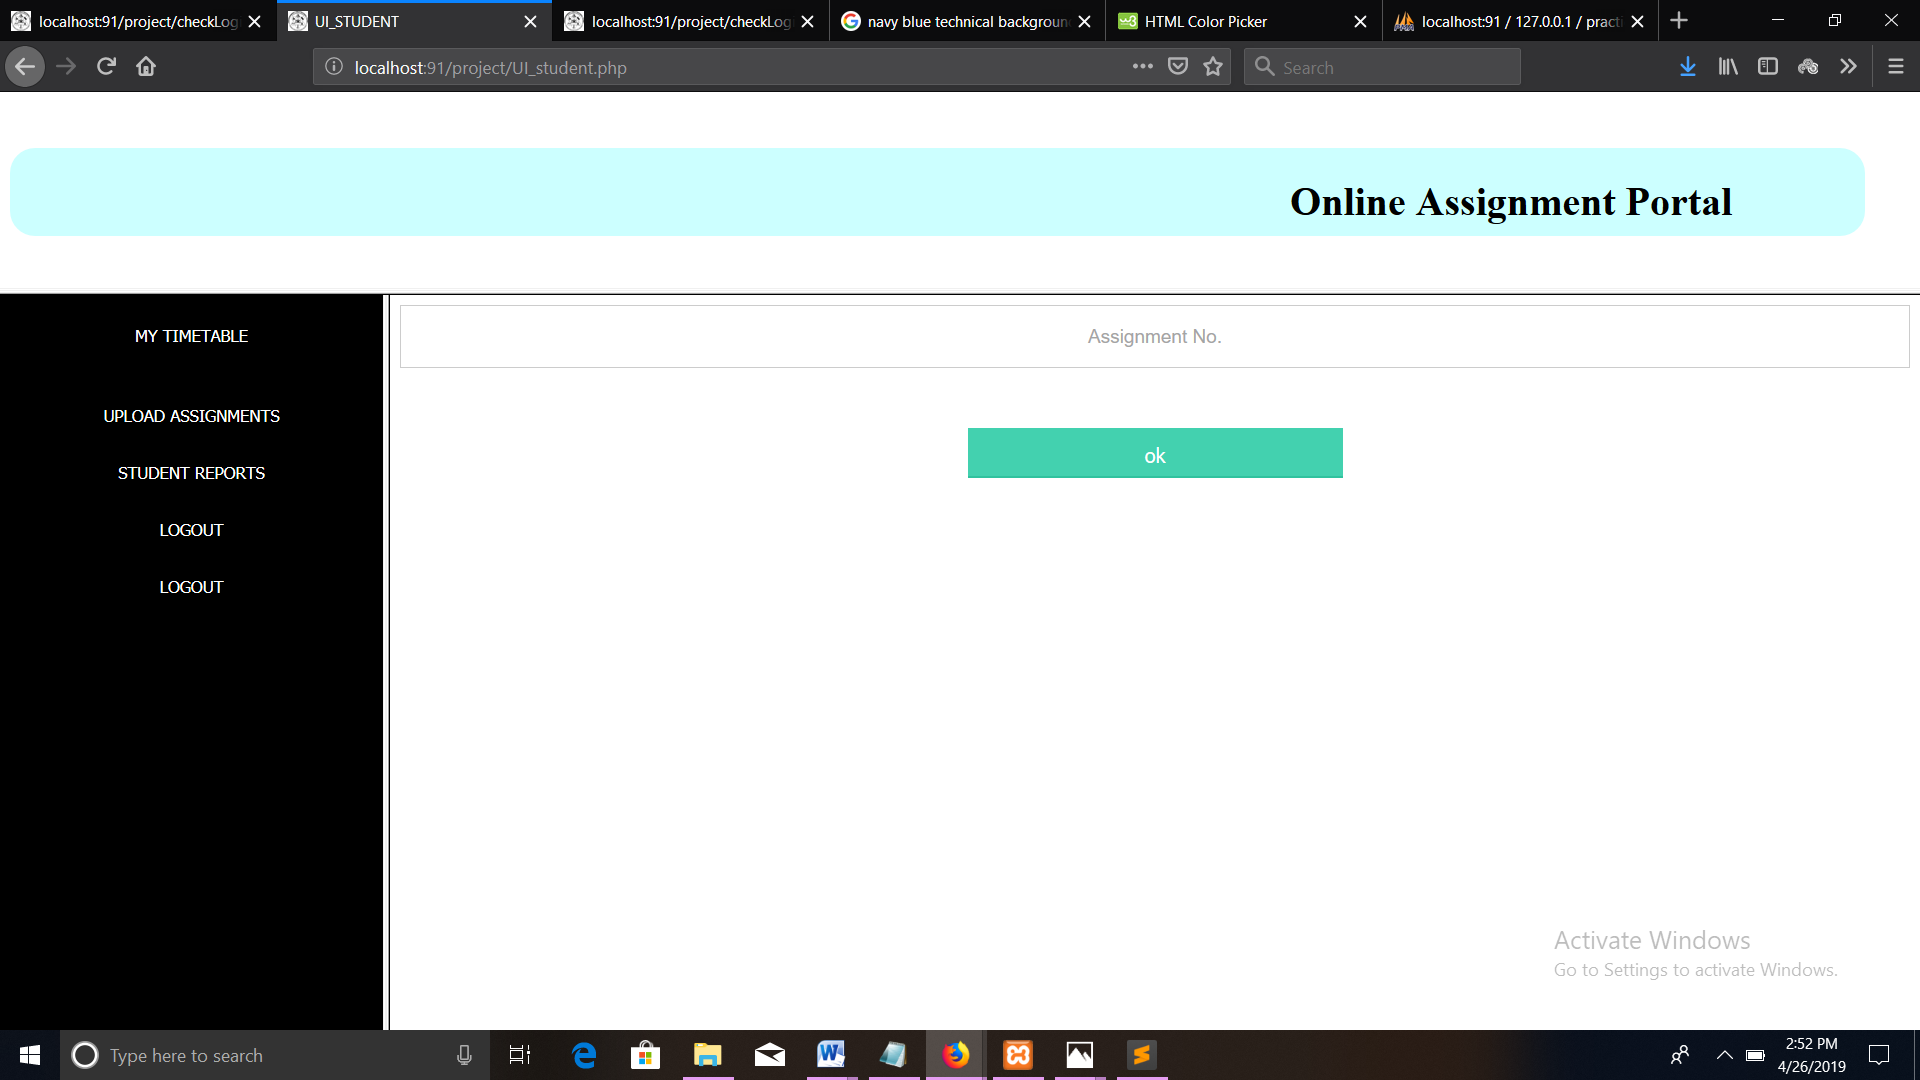 localhost:91/project/checkLog
UI_STUDENT
localhost:91/project/checkLog
navy blue technical backgroun
HTML Color Picker
localhost:91 / 127.0.0.1 / practi
localhost:91/project/UI_student.php
Search
Online Assignment Portal
MY TIMETABLE
UPLOAD ASSIGNMENTS
STUDENT REPORTS
LOGOUT
LOGOUT
Assignment No.
ok
Activate Windows
Go to Settings to activate Windows.
Type here to search
2:52 PM
4/26/2019